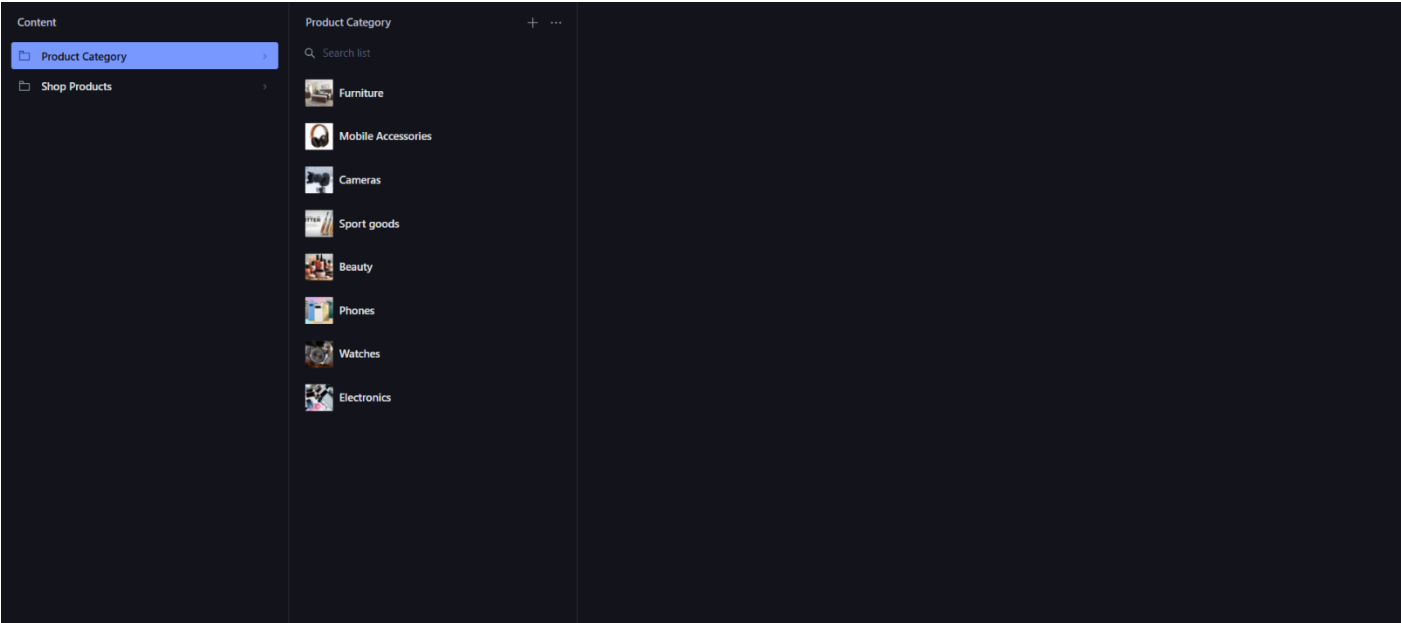 Content
Product Category
Shop Products
Product Category
Search list
Furniture
Mobile Accessories
Cameras
Sport goods
Beauty
Phones
Watches
Electronics